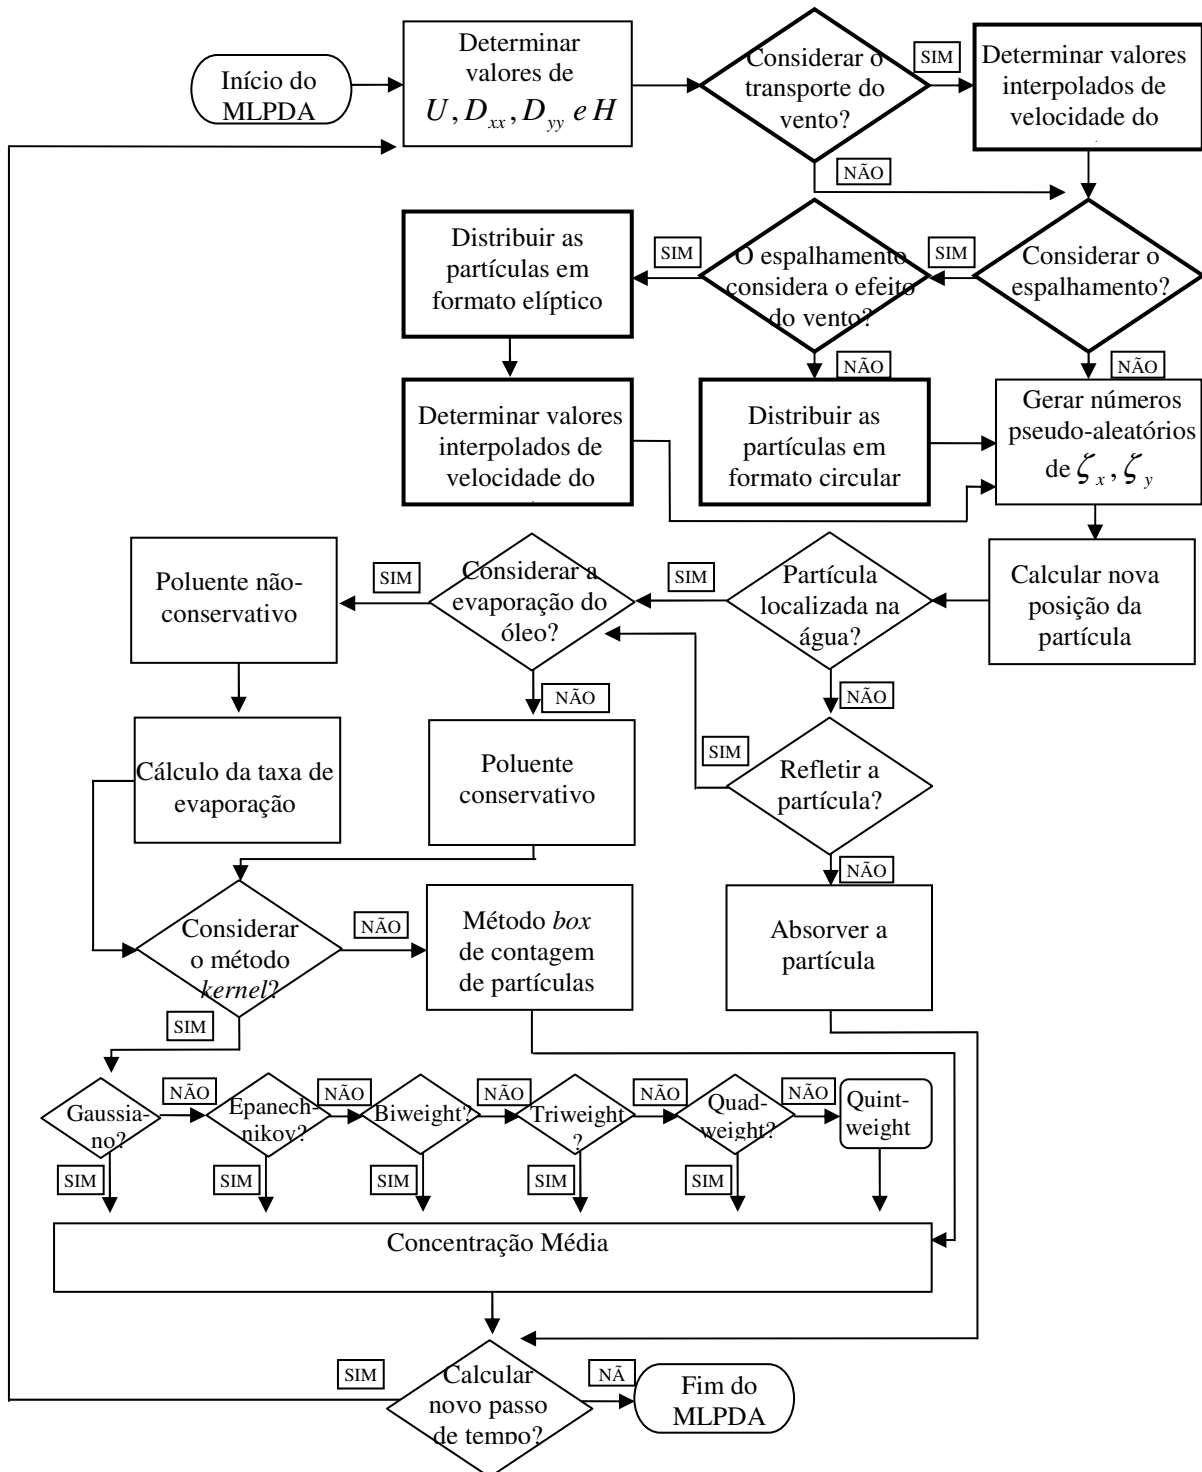 Início do
MLPDA
Determinar
valores de
U, D_xx, D_yy e H
Considerar o
transporte do
vento?
SIM
Determinar valores
interpolados de
velocidade do
NÃO
Distribuir as
partículas em
formato elíptico
SIM
O espalhamento
considera o efeito
do vento?
SIM
Considerar o
espalhamento?
NÃO
NÃO
Determinar valores
interpolados de
velocidade do
Distribuir as
partículas em
formato circular
Gerar números
pseudo-aleatórios
de ζ_x, ζ_y
Poluente não-
conservativo
SIM
Considerar a
evaporação do
óleo?
SIM
Partícula
localizada na
água?
Calcular nova
posição da
partícula
NÃO
NÃO
Cálculo da taxa de
evaporação
Poluente
conservativo
SIM
Refletir a
partícula?
NÃO
Considerar
o método
kernel?
NÃO
Método box
de contagem
de partículas
Absorver a
partícula
SIM
Gaussia-
no?
NÃO
Epanech-
nikov?
NÃO
Biweight?
NÃO
Triweight
?
NÃO
Quad-
weight?
NÃO
Quint-
weight
SIM
SIM
SIM
SIM
SIM
Concentração Média
SIM
Calcular
novo passo
de tempo?
NÃ
Fim do
MLPDA